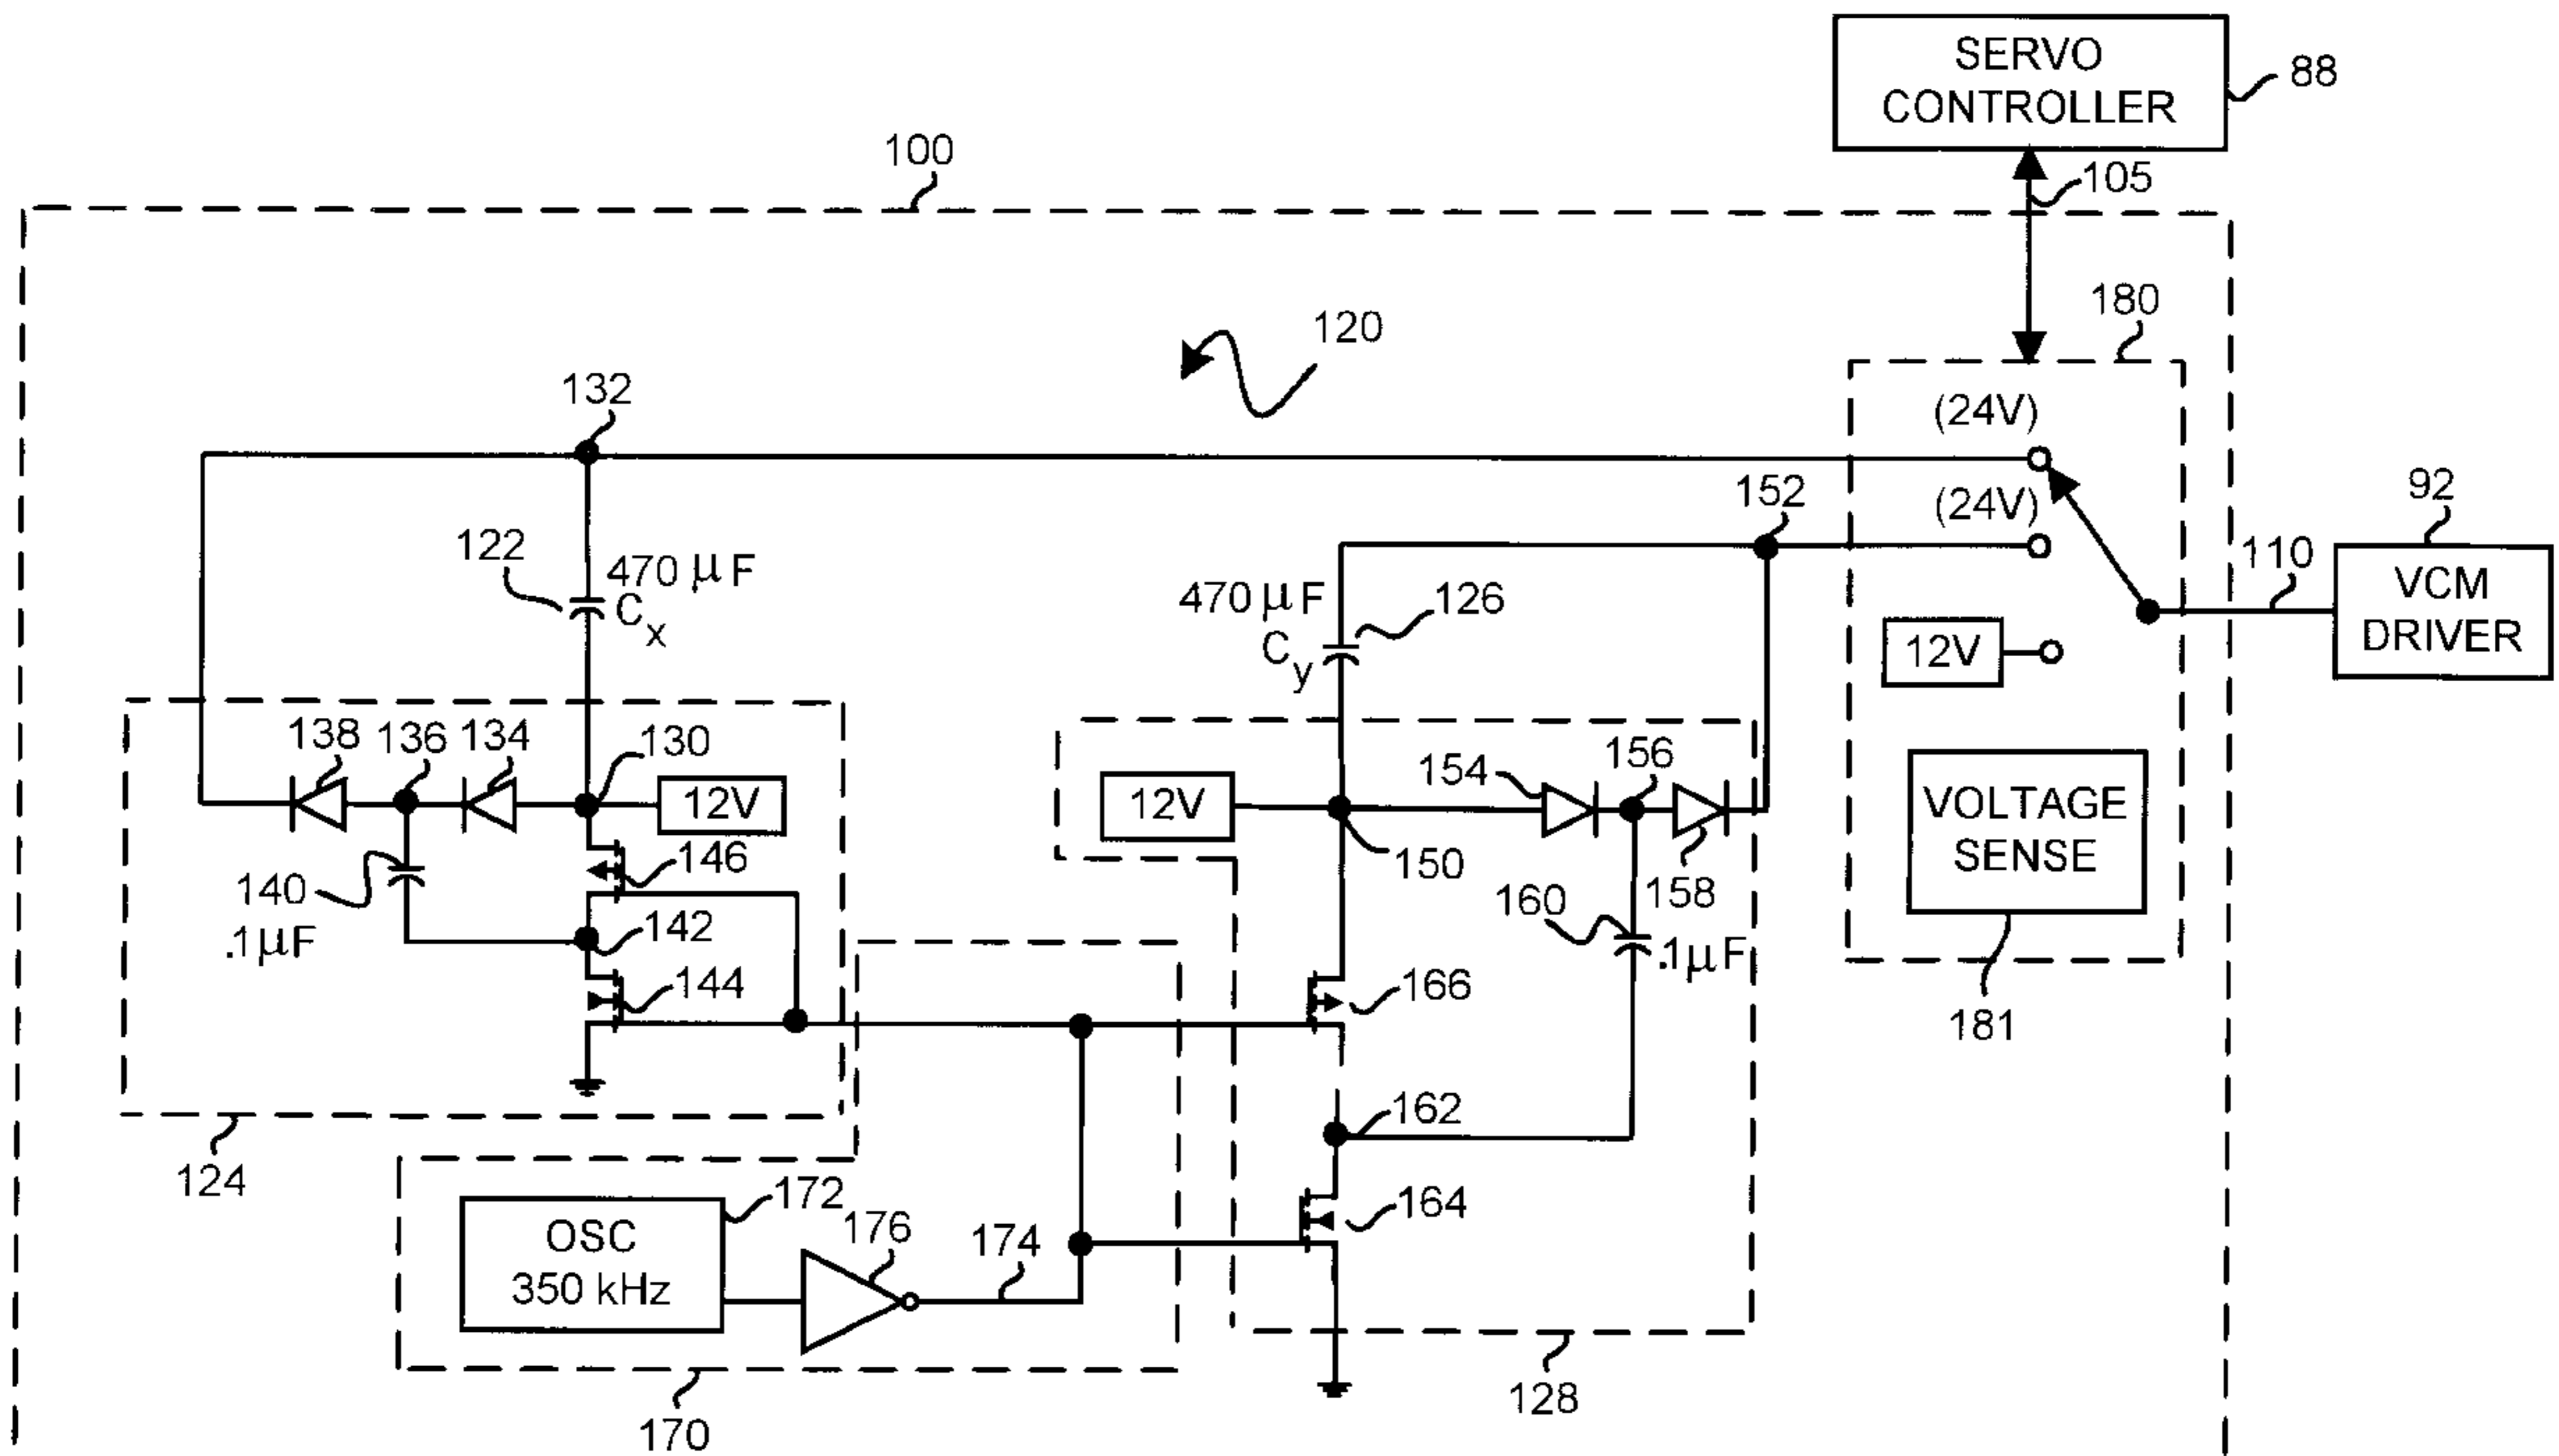 SERVO
CONTROLLER
88
100
105
120
180
132
(24V)
(24V)
152
92
122
470 μF
Cx
470 μF
Cy
126
110
VCM
DRIVER
12V
138
136
134
130
12V
12V
154
156
VOLTAGE
SENSE
146
150
158
140
.1μF
142
160
.1μF
144
166
181
162
124
172
176
174
164
OSC
350 kHz
128
170